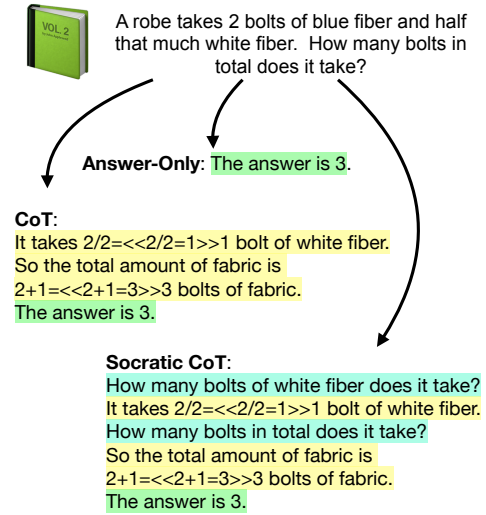 VOL. 2
A robe takes 2 bolts of blue fiber and half
that much white fiber. How many bolts in
total does it take?
Answer-Only: The answer is 3.
CoT:
It takes 2/2=<<2/2=1>>1 bolt of white fiber.
So the total amount of fabric is
2+1=<<2+1=3>>3 bolts of fabric.
The answer is 3.
Socratic CoT:
How many bolts of white fiber does it take?
It takes 2/2=<<2/2=1>>1 bolt of white fiber.
How many bolts in total does it take?
So the total amount of fabric is
2+1=<<2+1=3>>3 bolts of fabric.
The answer is 3.